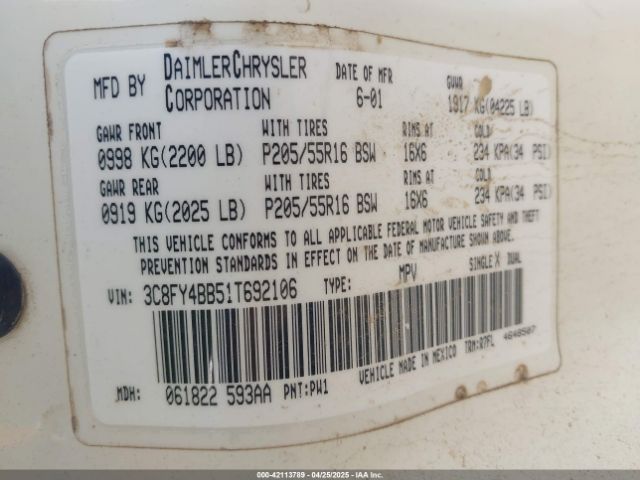 MFD BY DAIMLERCHRYSLER CORPORATION DATE OF MFR 6-01 GVWR 1917 KG(04225 LB)
GAWR FRONT WITH TIRES RIMS AT COLD
0998 KG(2200 LB) P205/55R16 BSW 16X6 234 KPA(34 PSI)
GAWR REAR WITH TIRES RIMS AT COLD
0919 KG(2025 LB) P205/55R16 BSW 16X6 234 KPA(34 PSI)
THIS VEHICLE CONFORMS TO ALL APPLICABLE FEDERAL MOTOR VEHICLE SAFETY AND THEFT
PREVENTION STANDARDS IN EFFECT ON THE DATE OF MANUFACTURE SHOWN ABOVE.
VIN: 3C8FY4BB51T692106 TYPE: MPV SINGLE X DUAL
VEHICLE MADE IN MEXICO TRM:R7FL 4648507
MDH: 061822 593AA PNT:PW1
000-42113789 - 04/25/2025 - IAA Inc.